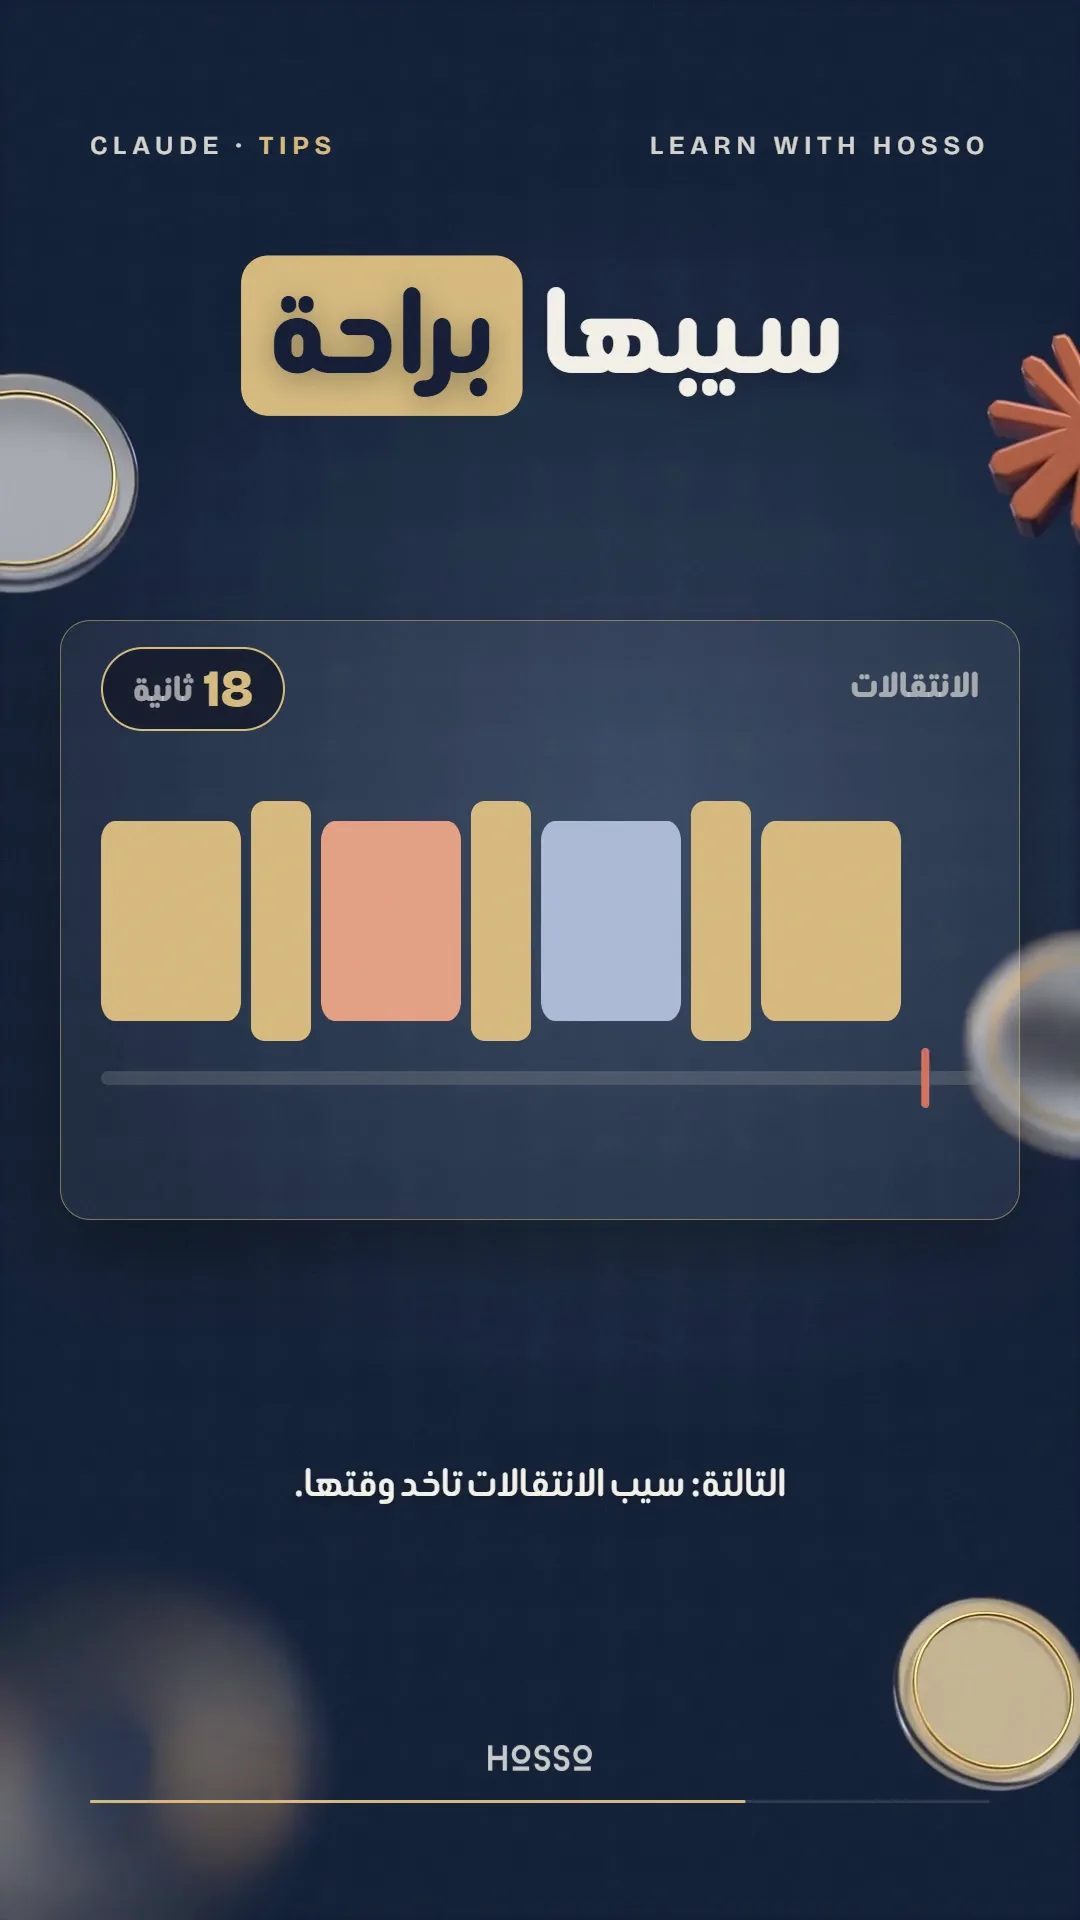 CLAUDE · TIPS
LEARN WITH HOSSO
سيبها براحة
الانتقالات
18 ثانية
التالتة: سيب الانتقالات تاخد وقتها.
HOSSO